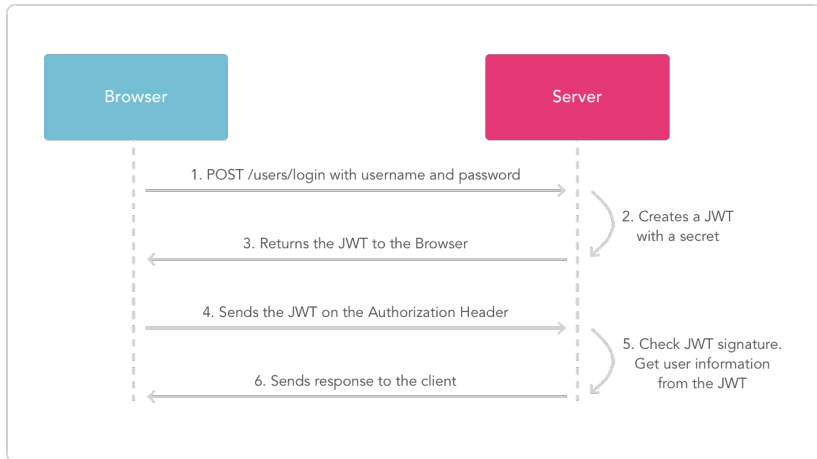 Browser
Server
1. POST /users/login with username and password
2. Creates a JWT
with a secret
3. Returns the JWT to the Browser
4. Sends the JWT on the Authorization Header
5. Check JWT signature.
Get user information
from the JWT
6. Sends response to the client